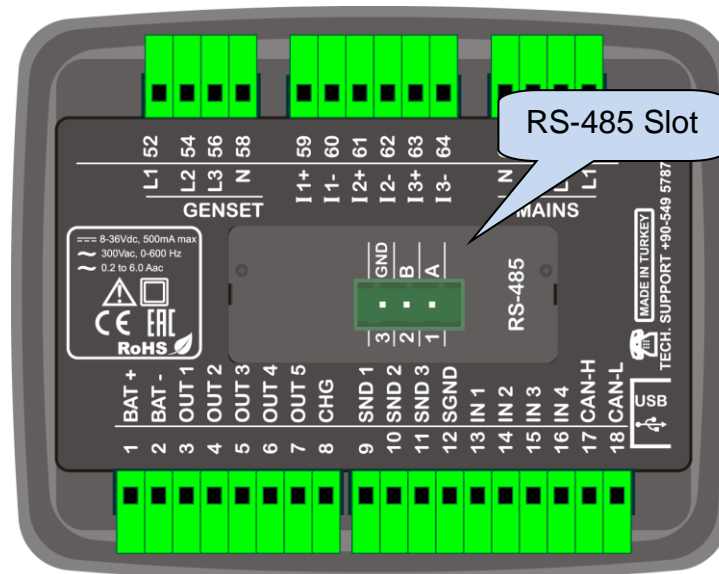 RS-485 Slot
52 54 56 58 59 60 61 62 63 64
L1 L2 L3 N I1+ I1- I2+ I2- I3+ I3- N L1
GENSET MAINS
8-36Vdc, 500mA max
300Vac, 0-600 Hz
0.2 to 6.0 Aac
CE EAC
RoHS
GND B A
3 2 1
RS-485
MADE IN TURKEY
TECH. SUPPORT +90-549 5787
USB
BAT + BAT - OUT 1 OUT 2 OUT 3 OUT 4 OUT 5 CHG SND 1 SND 2 SND 3 SGND IN 1 IN 2 IN 3 IN 4 CAN-H CAN-L
1 2 3 4 5 6 7 8 9 10 11 12 13 14 15 16 17 18